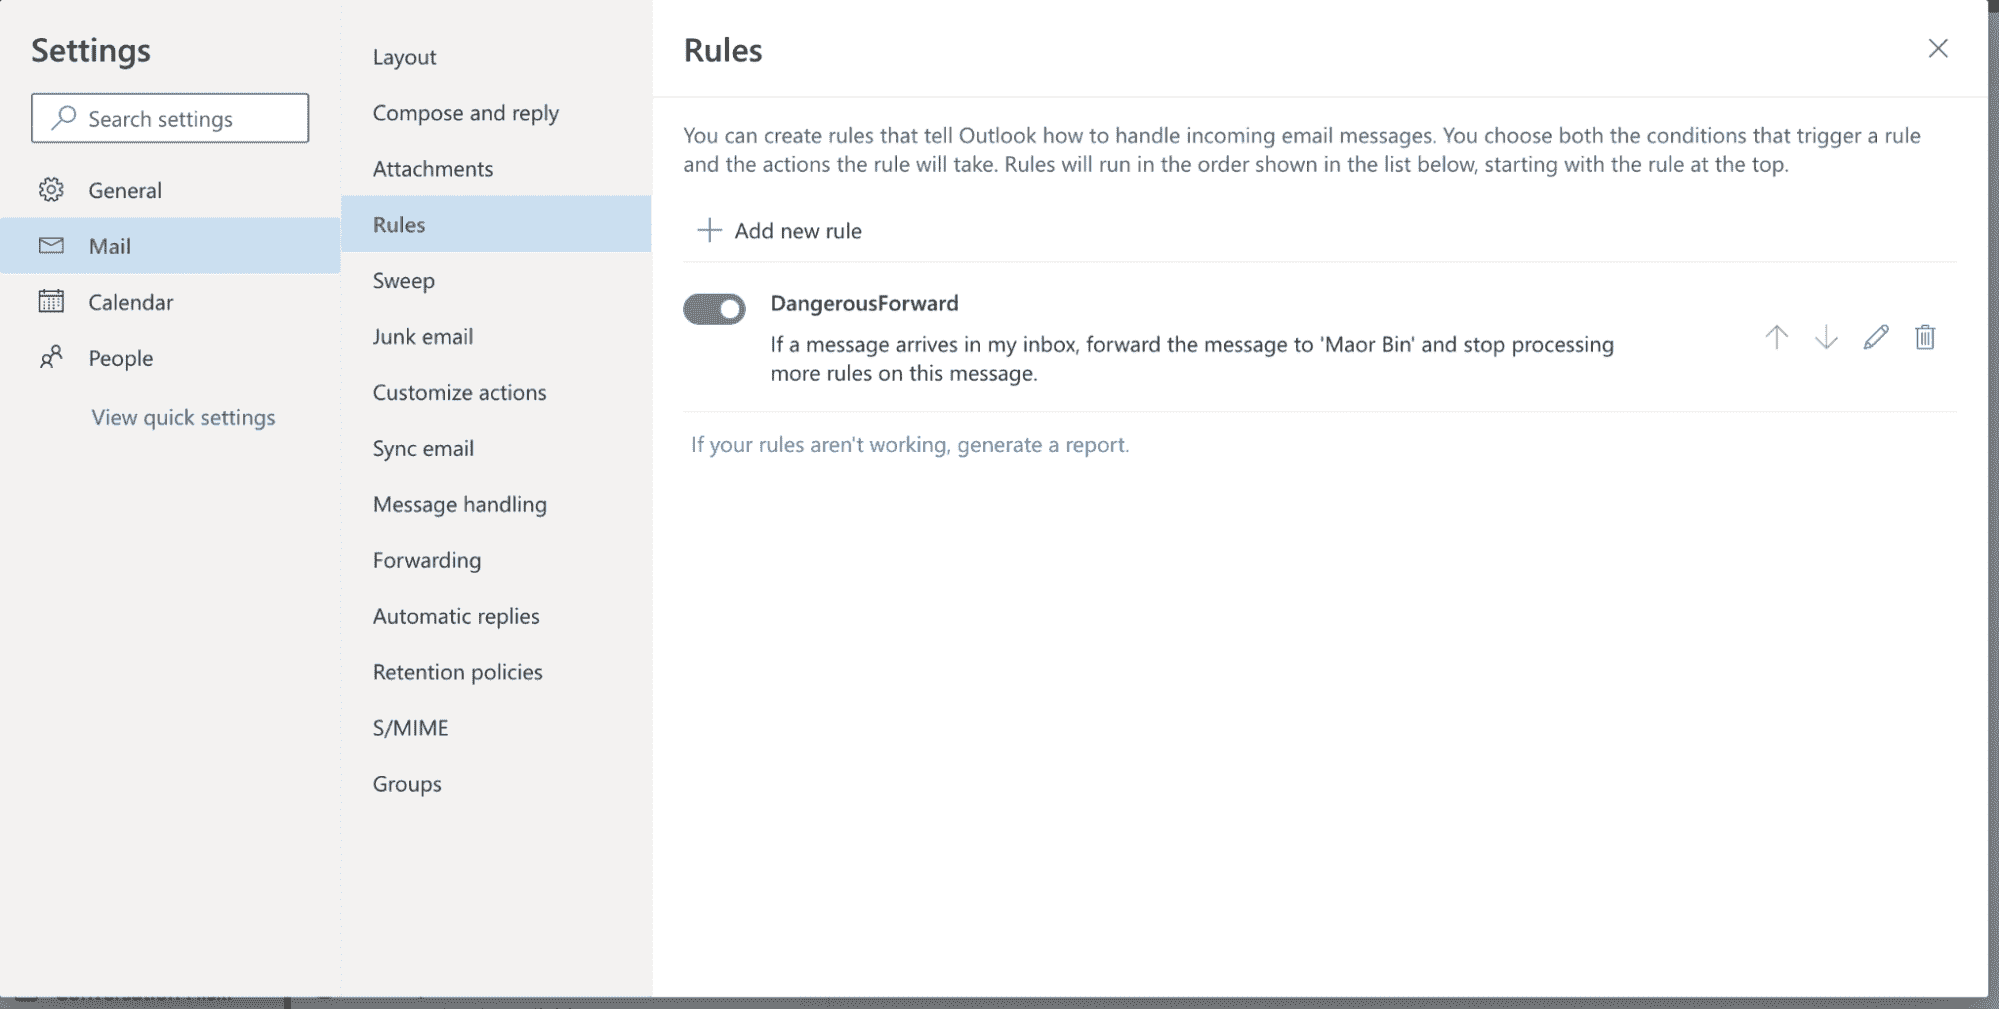 Settings
Search settings
General
Mail
Calendar
People
View quick settings
Layout
Compose and reply
Attachments
Rules
Sweep
Junk email
Customize actions
Sync email
Message handling
Forwarding
Automatic replies
Retention policies
S/MIME
Groups
Rules
You can create rules that tell Outlook how to handle incoming email messages. You choose both the conditions that trigger a rule
and the actions the rule will take. Rules will run in the order shown in the list below, starting with the rule at the top.
Add new rule
DangerousForward
If a message arrives in my inbox, forward the message to 'Maor Bin' and stop processing
more rules on this message.
If your rules aren't working, generate a report.